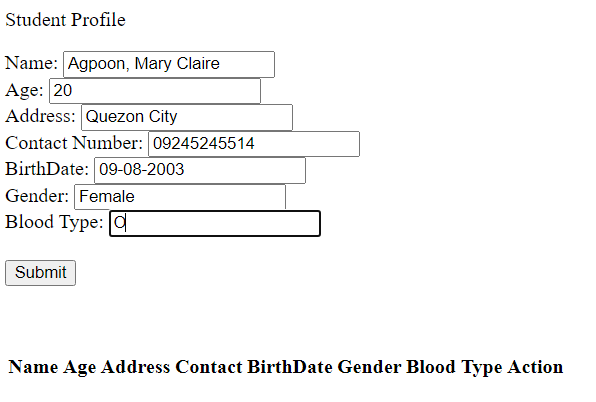 Student Profile
Name: Agpoon, Mary Claire
Age: 20
Address: Quezon City
Contact Number: 09245245514
BirthDate: 09-08-2003
Gender: Female
Blood Type: O
Submit
Name Age Address Contact BirthDate Gender Blood Type Action